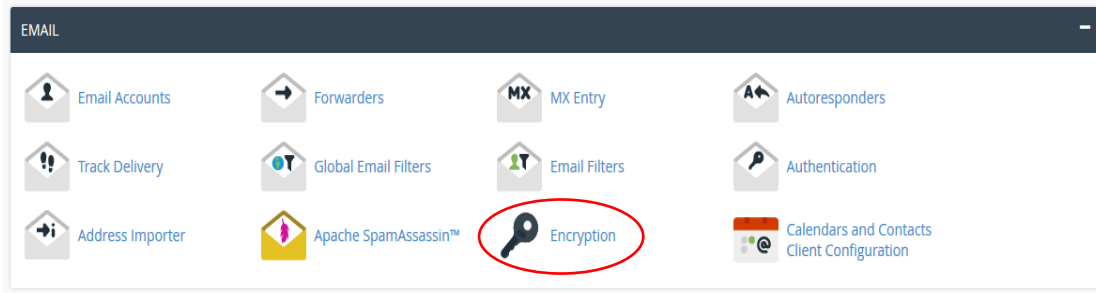 EMAIL
Email Accounts
Forwarders
MX
MX Entry
A
Autoresponders
Track Delivery
Global Email Filters
Email Filters
Authentication
i
Address Importer
Apache SpamAssassin™
Encryption
@
Calendars and Contacts
Client Configuration